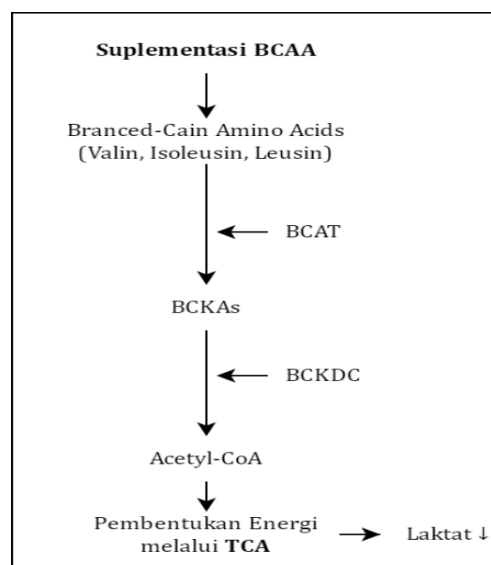 Suplementasi BCAA
Branced-Cain Amino Acids
(Valin, Isoleusin, Leusin)
BCAT
BCKAs
BCKDC
Acetyl-CoA
Pembentukan Energi
melalui TCA
Laktat ↓